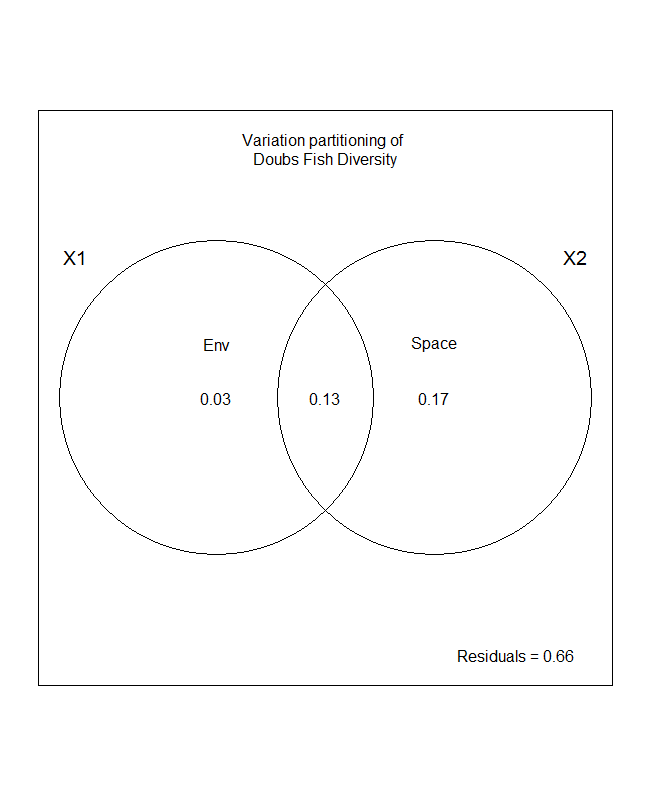 Variation partitioning of
Doubs Fish Diversity
X1
X2
Env
Space
0.03
0.13
0.17
Residuals = 0.66